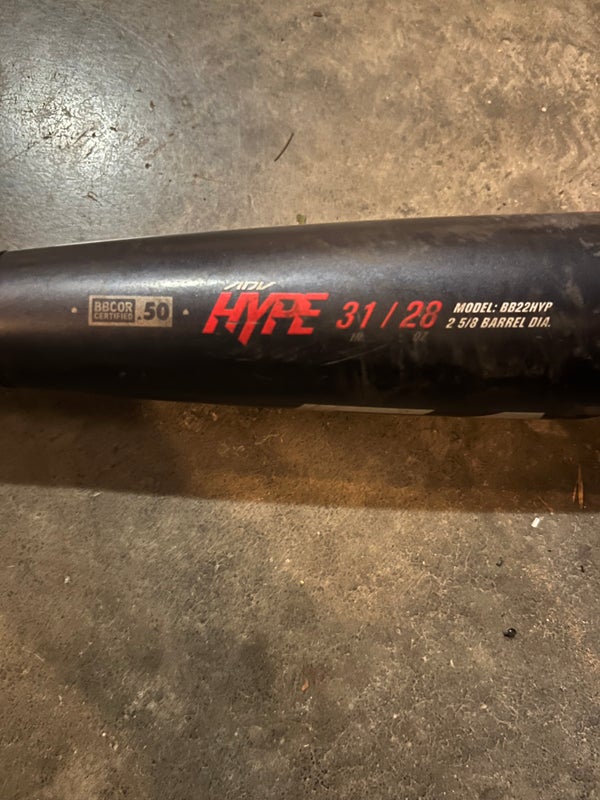 BBCOR
CERTIFIED
.50
ADV
HYPE
31 / 28
IN. OZ
MODEL: BB22HYP
2 5/8 BARREL DIA.